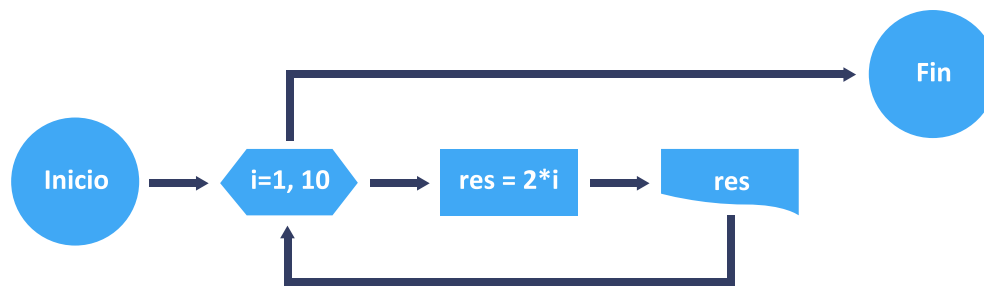 Fin
Inicio
i=1, 10
res = 2*i
res